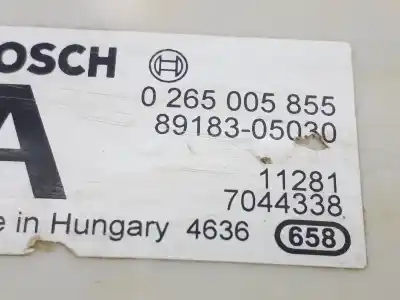 OSCH
0 265 005 855
89183-05030
A
11281
7044338
e in Hungary 4636 658